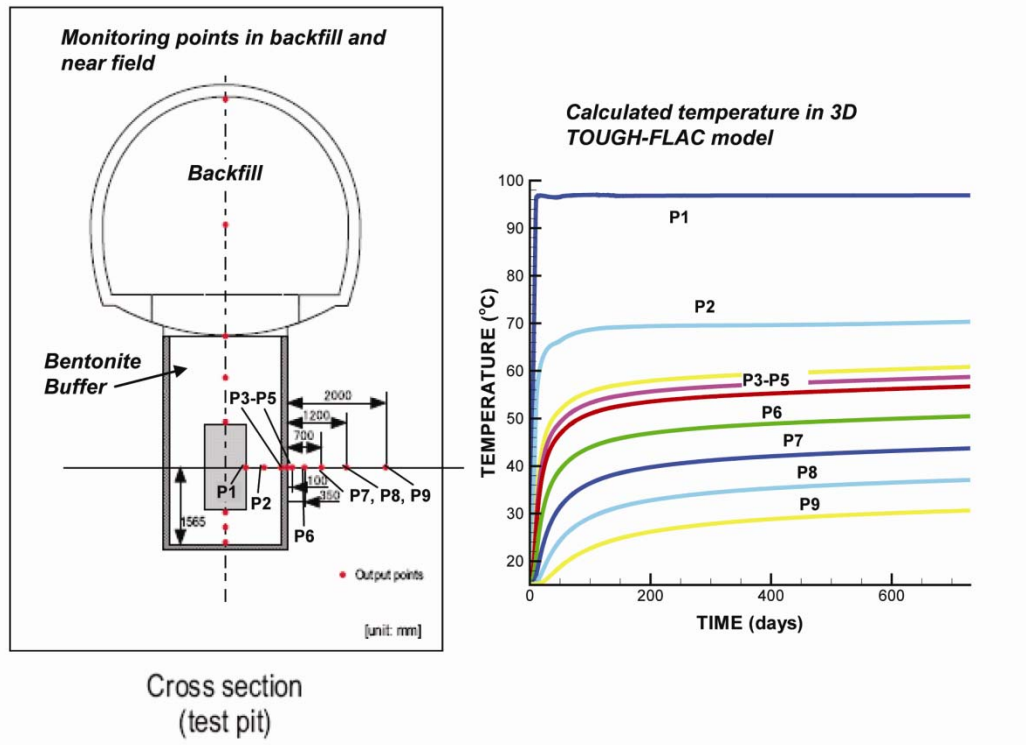 Monitoring points in backfill and
near field
Backfill
Bentonite
Buffer
P3-P5
2000
1200
700
P1
P2
100
350
P7, P8, P9
P6
1565
Output points
[unit: mm]
Cross section
(test pit)
Calculated temperature in 3D
TOUGH-FLAC model
TEMPERATURE (°C)
100
90
80
70
60
50
40
30
20
P1
P2
P3-P5
P6
P7
P8
P9
0
200
400
600
TIME (days)